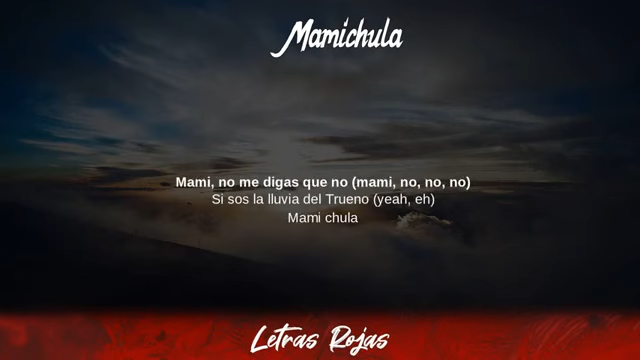 Mamichula
Mami, no me digas que no (mami, no, no, no)
Si sos la lluvia del Trueno (yeah, eh)
Mami chula
Letras Rojas